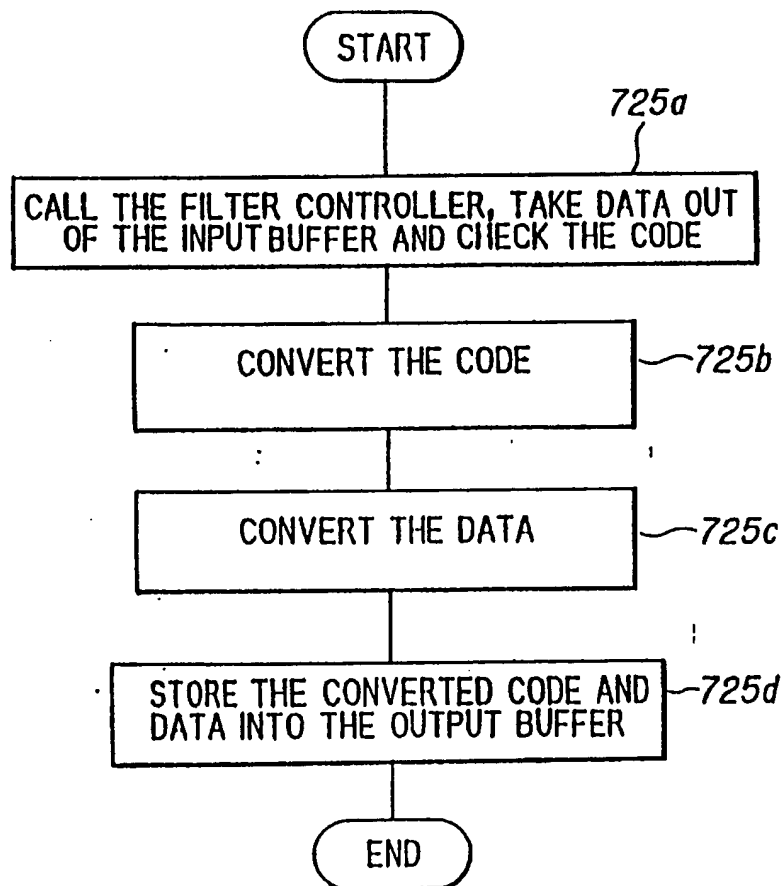 START
725a
CALL THE FILTER CONTROLLER, TAKE DATA OUT
OF THE INPUT BUFFER AND CHECK THE CODE
CONVERT THE CODE
725b
CONVERT THE DATA
725c
STORE THE CONVERTED CODE AND
725d
DATA INTO THE OUTPUT BUFFER
END